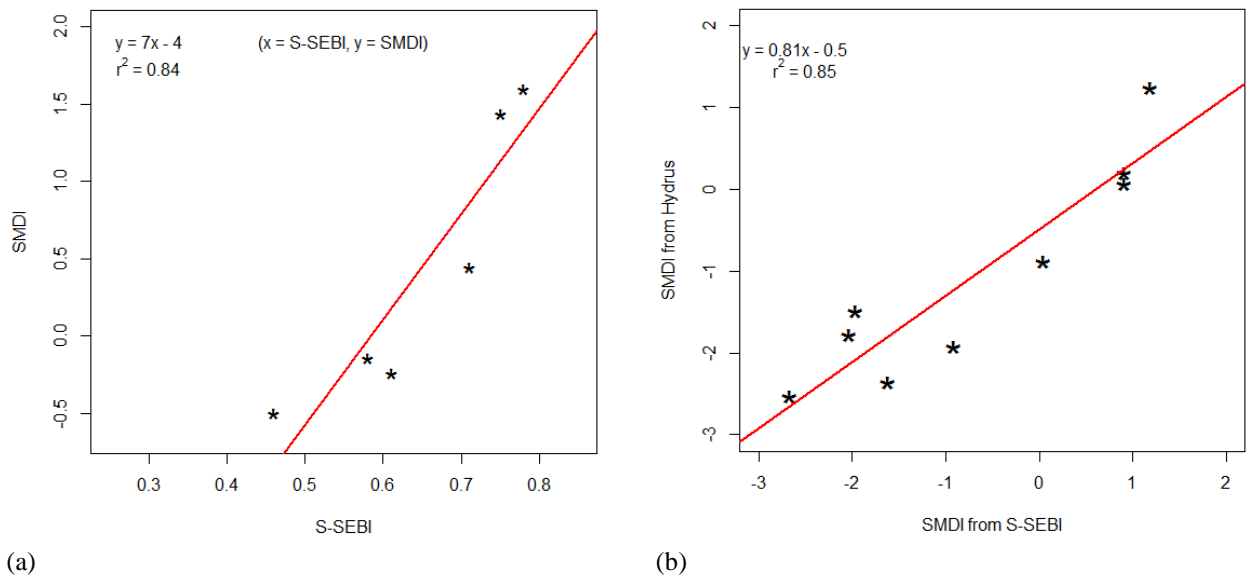 y = 7x - 4 (x = S-SEBI, y = SMDI)
r² = 0.84
2.0
1.5
1.0
0.5
0.0
-0.5
SMDI
0.3 0.4 0.5 0.6 0.7 0.8
S-SEBI
(a)
y = 0.81x - 0.5
r² = 0.85
2
1
0
-1
-2
-3
SMDI from Hydrus
-3 -2 -1 0 1 2
SMDI from S-SEBI
(b)